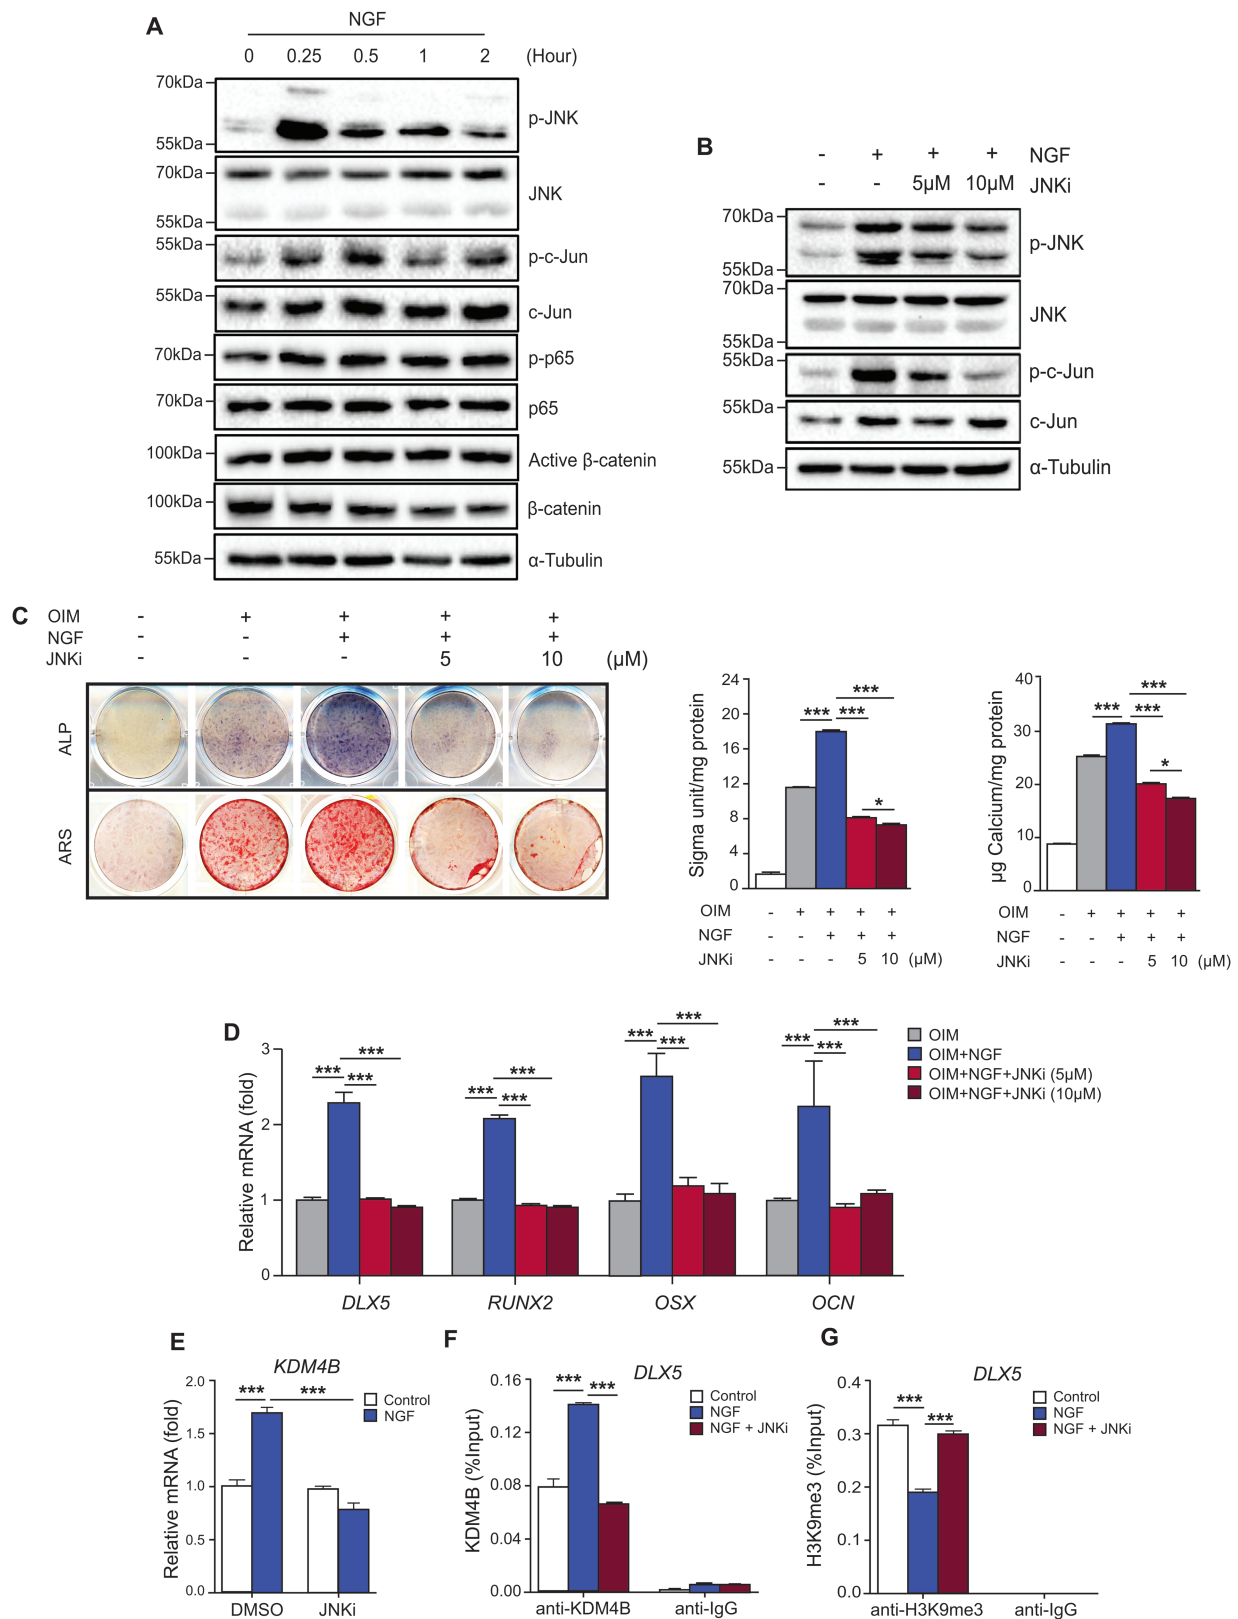 A
NGF
0 0.25 0.5 1 2 (Hour)
70kDa
55kDa
p-JNK
70kDa
55kDa
JNK
55kDa
p-c-Jun
55kDa
c-Jun
70kDa
p-p65
70kDa
p65
100kDa
Active β-catenin
100kDa
β-catenin
55kDa
α-Tubulin
B
- + + + NGF
- - 5µM 10µM JNKi
70kDa
55kDa
p-JNK
70kDa
55kDa
JNK
55kDa
p-c-Jun
55kDa
c-Jun
55kDa
α-Tubulin
C
OIM - + + + +
NGF - - + + +
JNKi - - - 5 10 (µM)
ALP
ARS
Sigma unit/mg protein
24
20
16
12
8
4
0
*** *** *** *
OIM - + + + +
NGF - - + + +
JNKi - - - 5 10 (µM)
µg Calcium/mg protein
40
30
20
10
0
*** *** *** *
OIM - + + + +
NGF - - + + +
JNKi - - - 5 10 (µM)
D
Relative mRNA (fold)
3
2
1
0
*** *** ***
*** *** ***
*** *** ***
*** *** ***
DLX5 RUNX2 OSX OCN
OIM
OIM+NGF
OIM+NGF+JNKi (5µM)
OIM+NGF+JNKi (10µM)
E
KDM4B
Relative mRNA (fold)
2.0
1.5
1.0
0.5
0.0
*** ***
Control
NGF
DMSO JNKi
F
DLX5
KDM4B (%Input)
0.16
0.12
0.08
0.04
0.00
*** ***
Control
NGF
NGF + JNKi
anti-KDM4B anti-IgG
G
DLX5
H3K9me3 (%Input)
0.4
0.3
0.2
0.1
0.0
*** ***
Control
NGF
NGF + JNKi
anti-H3K9me3 anti-IgG